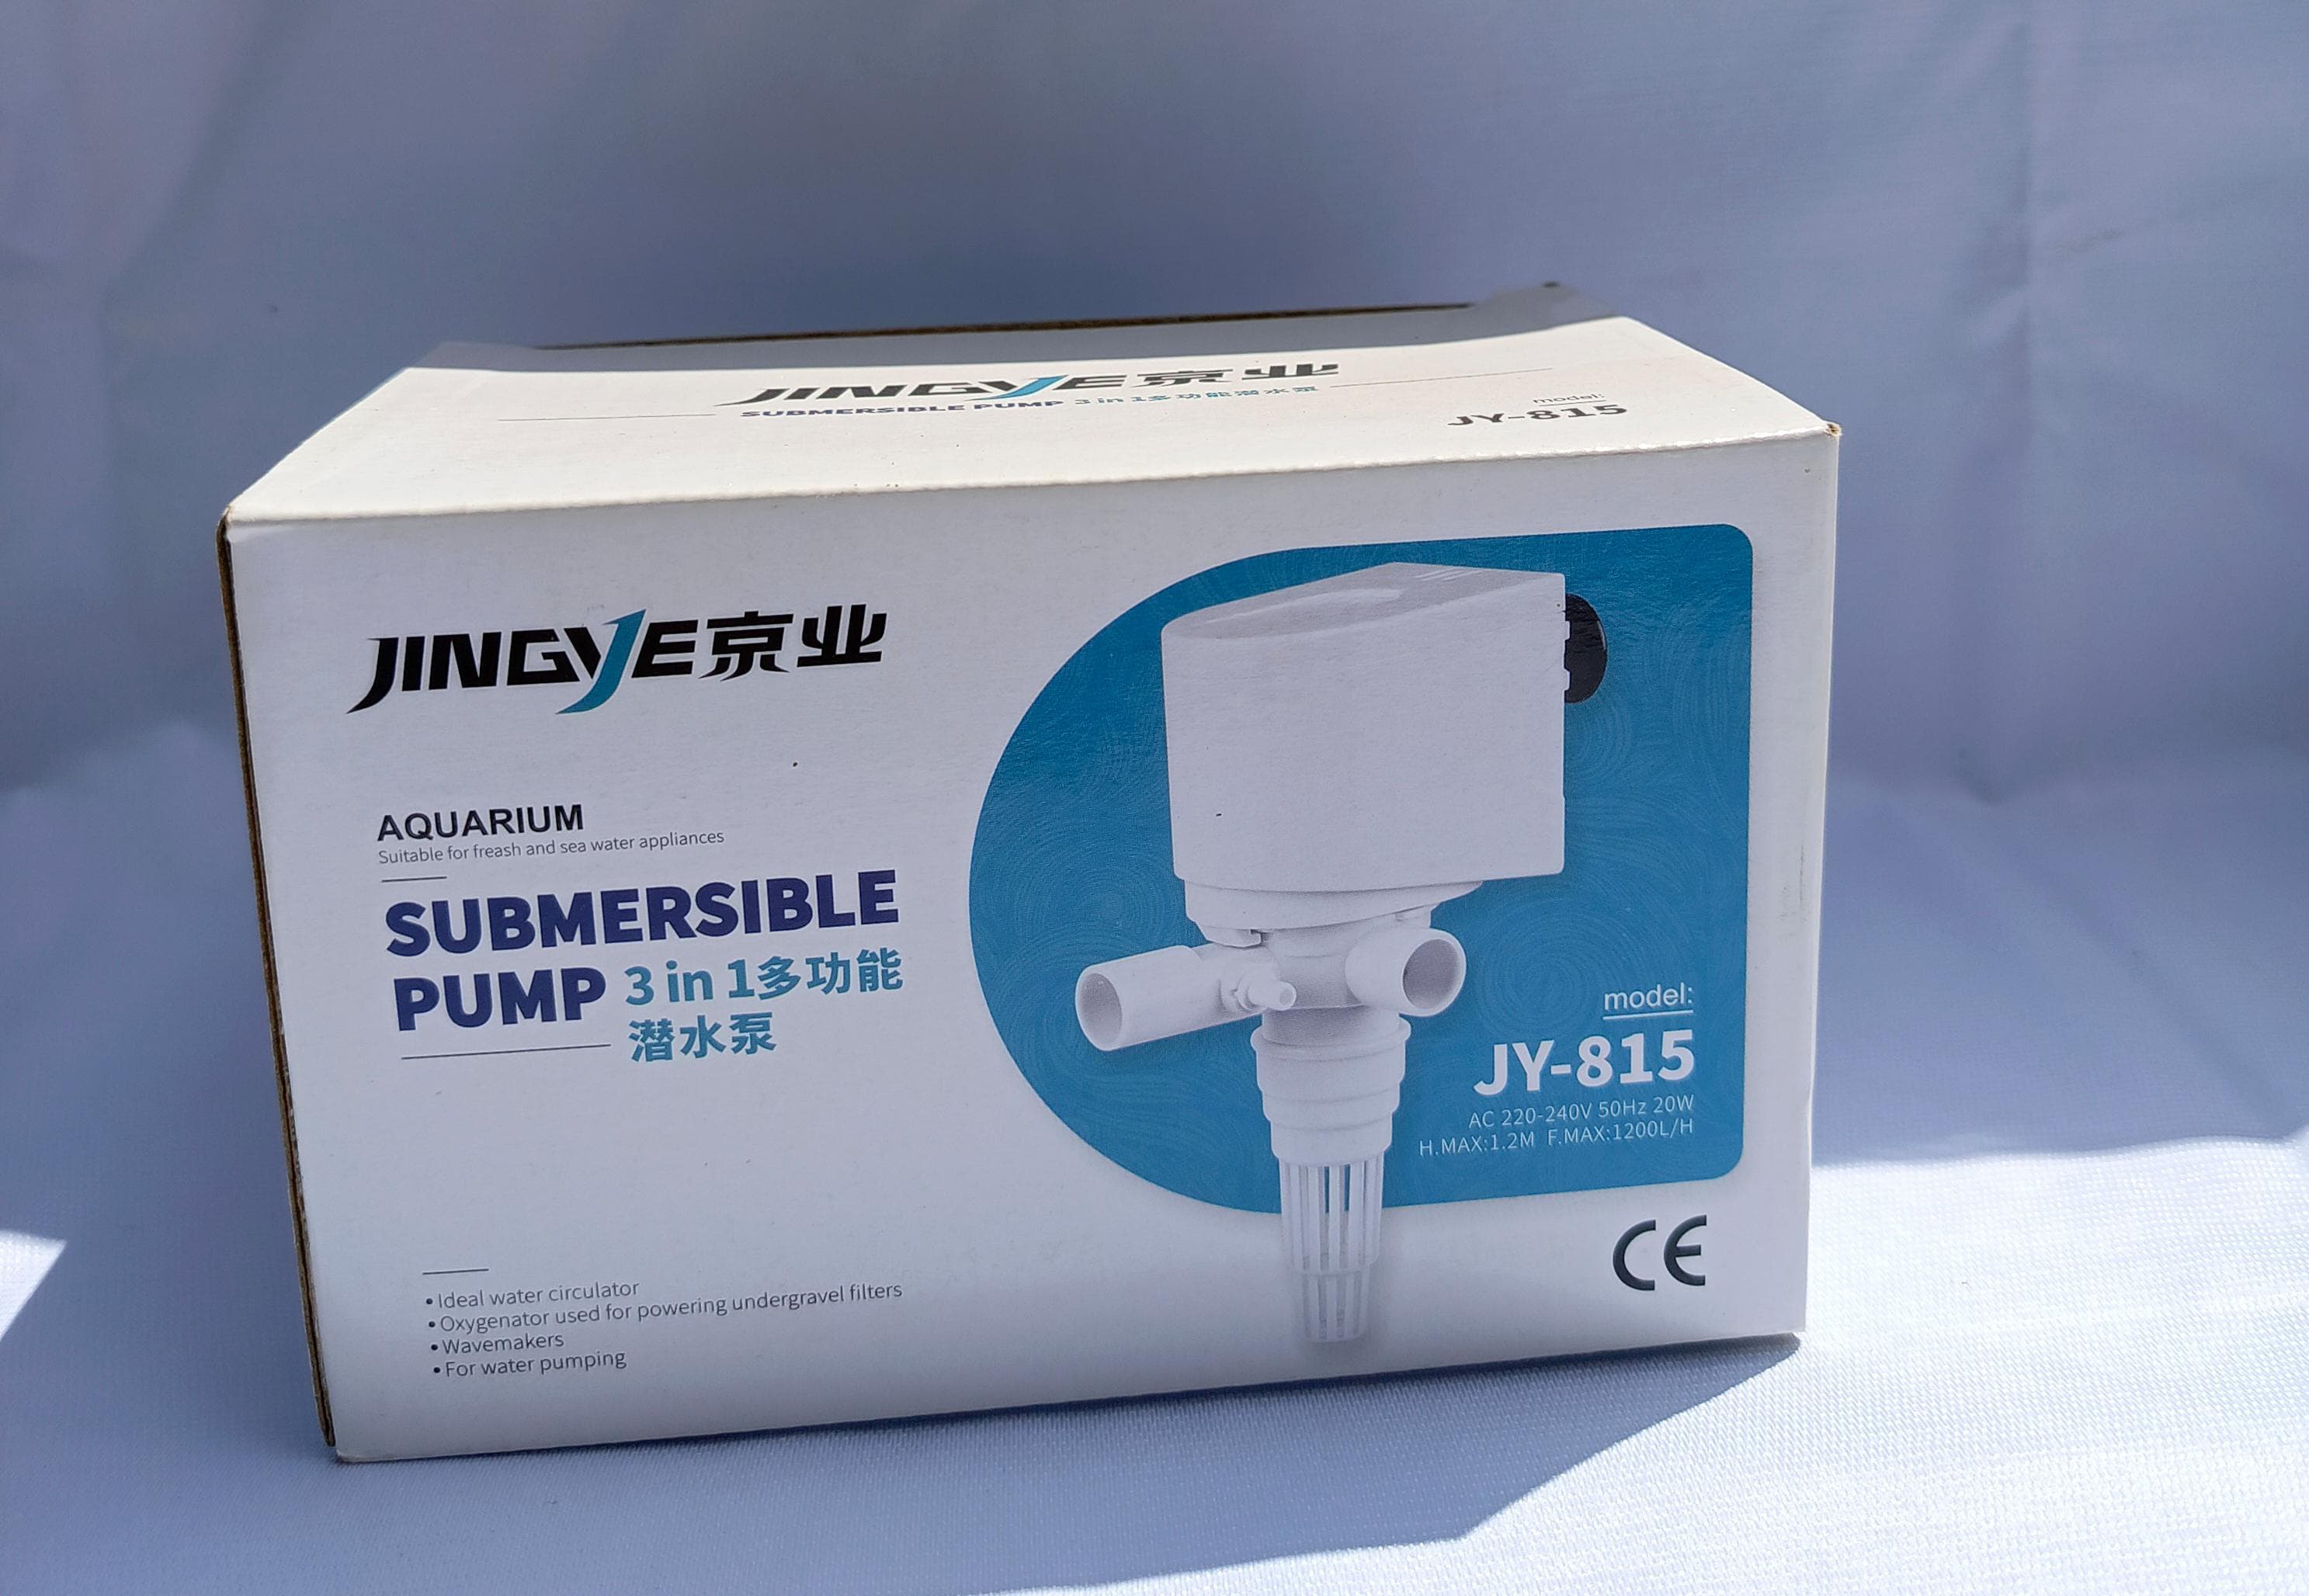 JINGYE京业
SUBMERSIBLE PUMP 3 in 1多功能潜水泵
model:
JY-815
JINGYE京业
AQUARIUM
Suitable for freash and sea water appliances
SUBMERSIBLE
PUMP 3 in 1多功能
潜水泵
• Ideal water circulator
• Oxygenator used for powering undergravel filters
• Wavemakers
• For water pumping
model:
JY-815
AC 220-240V 50Hz 20W
H.MAX:1.2M F.MAX:1200L/H
CE